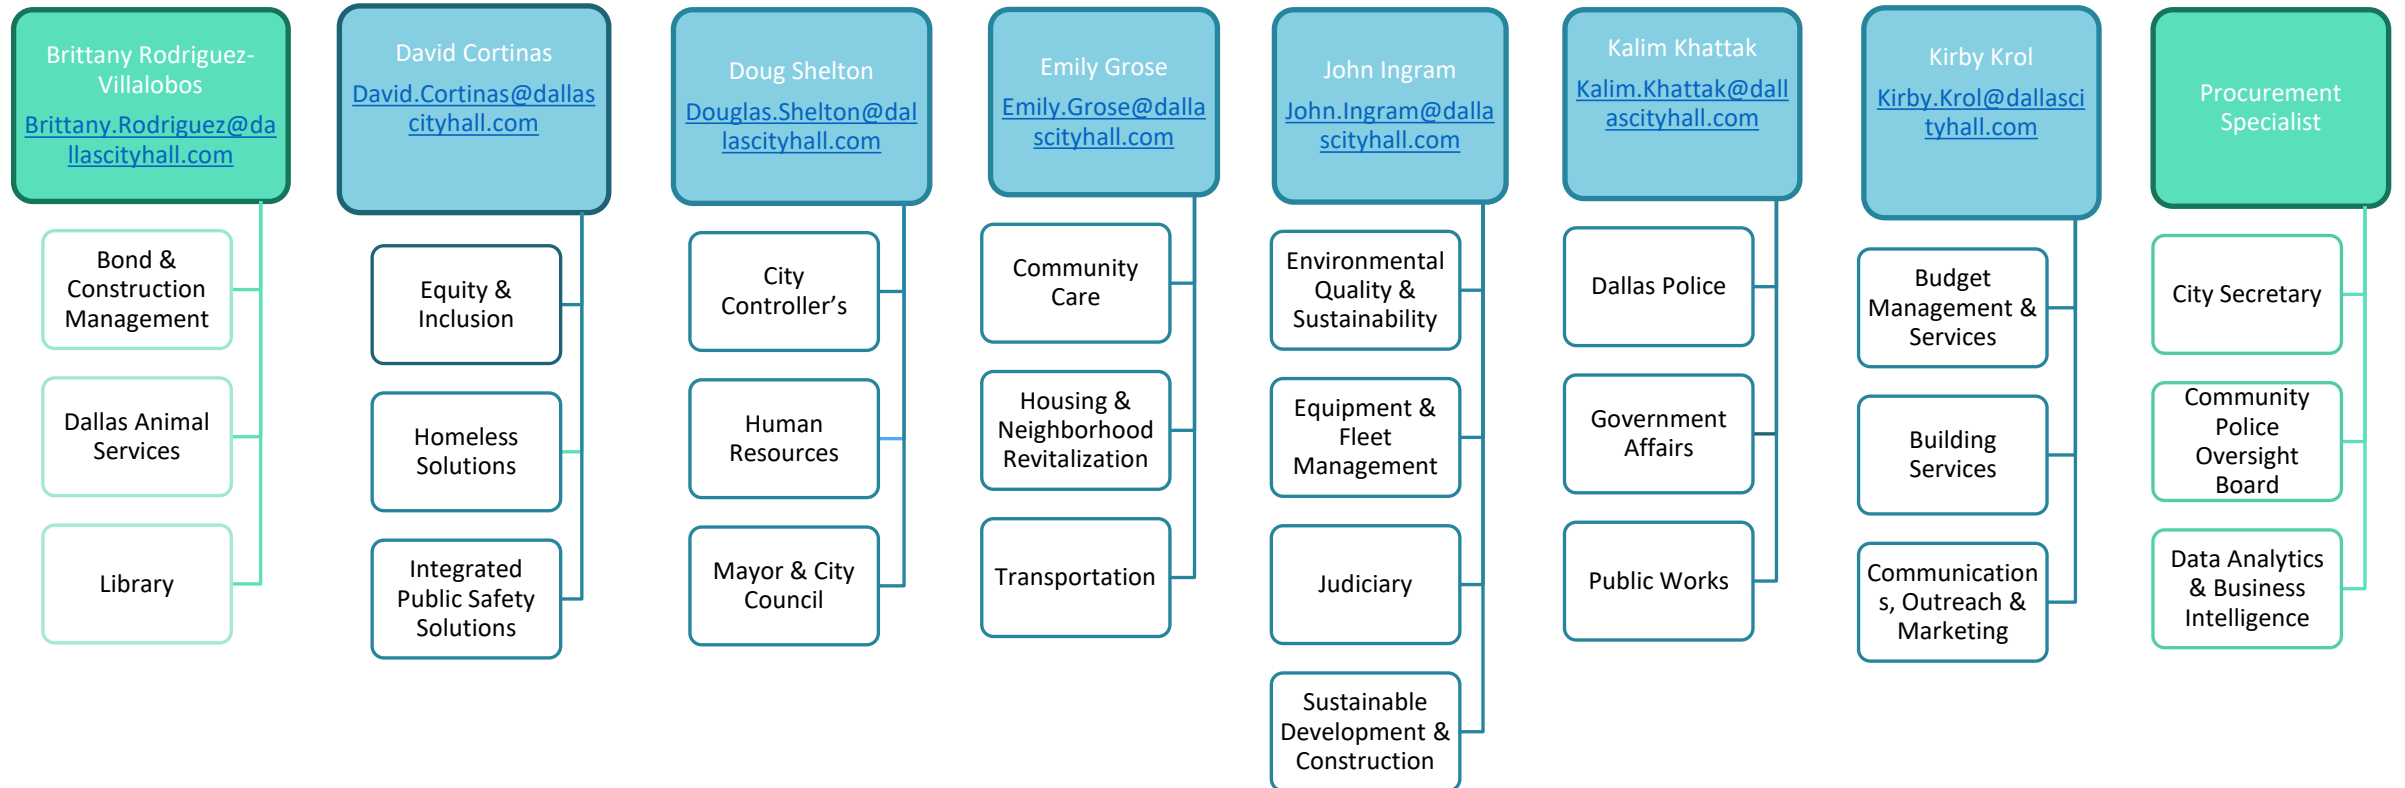 Brittany Rodriguez-
Villalobos
Brittany.Rodriguez@da
llascityhall.com
Bond &
Construction
Management
Dallas Animal
Services
Library
David Cortinas
David.Cortinas@dallas
cityhall.com
Equity &
Inclusion
Homeless
Solutions
Integrated
Public Safety
Solutions
Doug Shelton
Douglas.Shelton@dal
lascityhall.com
City
Controller’s
Human
Resources
Mayor & City
Council
Emily Grose
Emily.Grose@dalla
scityhall.com
Community
Care
Housing &
Neighborhood
Revitalization
Transportation
John Ingram
John.Ingram@dalla
scityhall.com
Environmental
Quality &
Sustainability
Equipment &
Fleet
Management
Judiciary
Sustainable
Development &
Construction
Kalim Khattak
Kalim.Khattak@dall
ascityhall.com
Dallas Police
Government
Affairs
Public Works
Kirby Krol
Kirby.Krol@dallasci
tyhall.com
Budget
Management &
Services
Building
Services
Communication
s, Outreach &
Marketing
Procurement
Specialist
City Secretary
Community
Police
Oversight
Board
Data Analytics
& Business
Intelligence